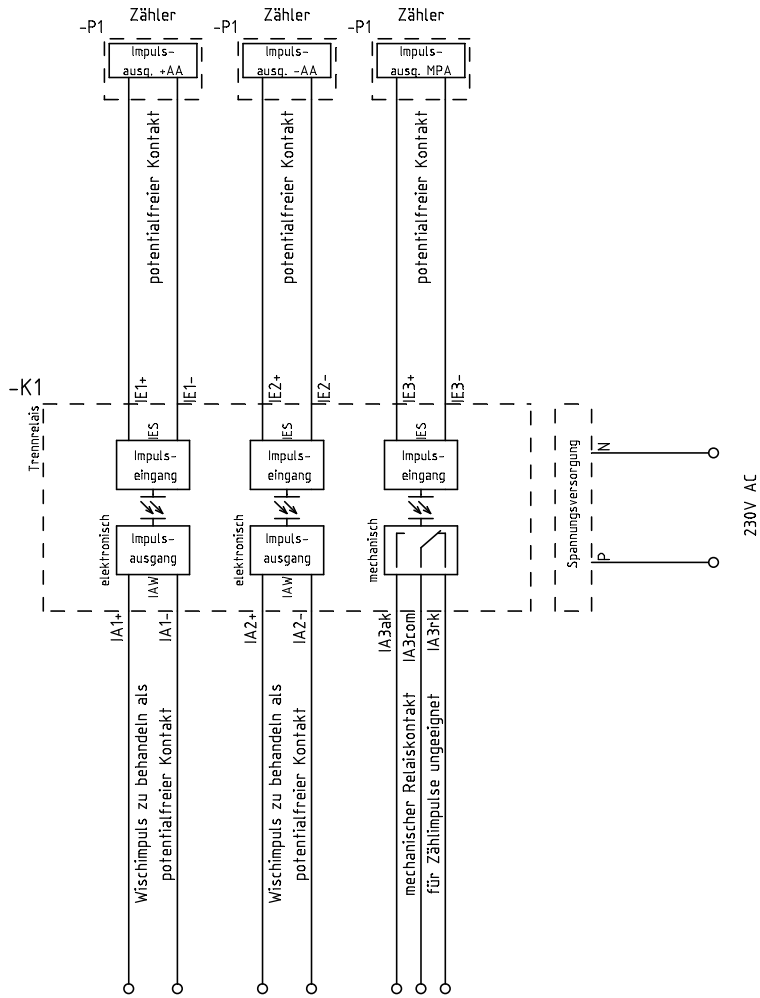 Zähler
Zähler
Zähler
-P1
-P1
-P1
Impuls-
ausg. +AA
Impuls-
ausg. -AA
Impuls-
ausg. MPA
potentialfreier Kontakt
potentialfreier Kontakt
potentialfreier Kontakt
-K1
Trennrelais
IE1+
IE1-
IE2+
IE2-
IE3+
IE3-
IES
IES
IES
Impuls-
eingang
Impuls-
eingang
Impuls-
eingang
elektronisch
Impuls-
ausgang
elektronisch
Impuls-
ausgang
mechanisch
IAW
IAW
Spannungsversorgung
N
P
230V AC
IA1+
IA1-
IA2+
IA2-
IA3ak
IA3com
IA3rk
Wischimpuls zu behandeln als
potentialfreier Kontakt
Wischimpuls zu behandeln als
potentialfreier Kontakt
mechanischer Relaiskontakt
für Zählimpulse ungeeignet